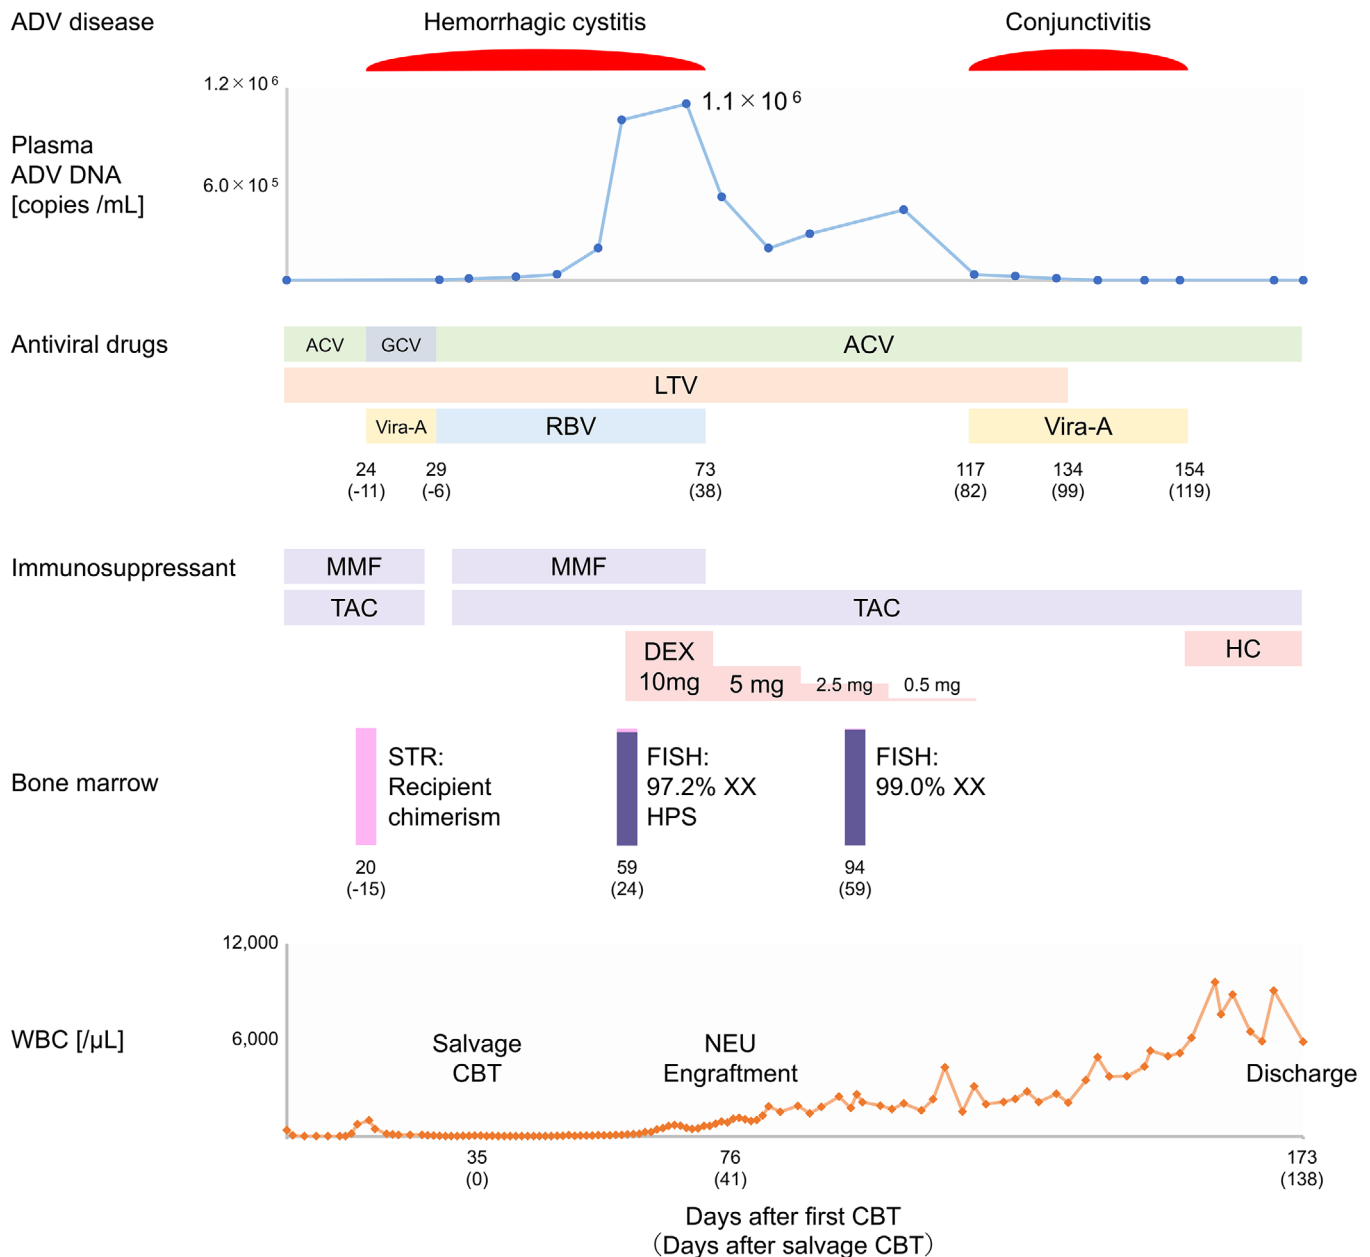 ADV disease
Hemorrhagic cystitis
Conjunctivitis
1.2 × 10⁶
1.1 × 10⁶
Plasma
ADV DNA
[copies /mL]
6.0 × 10⁵
Antiviral drugs
ACV
GCV
ACV
LTV
Vira-A
RBV
Vira-A
24
(-11)
29
(-6)
73
(38)
117
(82)
134
(99)
154
(119)
Immunosuppressant
MMF
MMF
TAC
TAC
DEX
10mg
5 mg
2.5 mg
0.5 mg
HC
Bone marrow
STR:
Recipient
chimerism
FISH:
97.2% XX
HPS
FISH:
99.0% XX
20
(-15)
59
(24)
94
(59)
12,000
WBC [/µL]
6,000
Salvage
CBT
NEU
Engraftment
Discharge
35
(0)
76
(41)
173
(138)
Days after first CBT
(Days after salvage CBT)